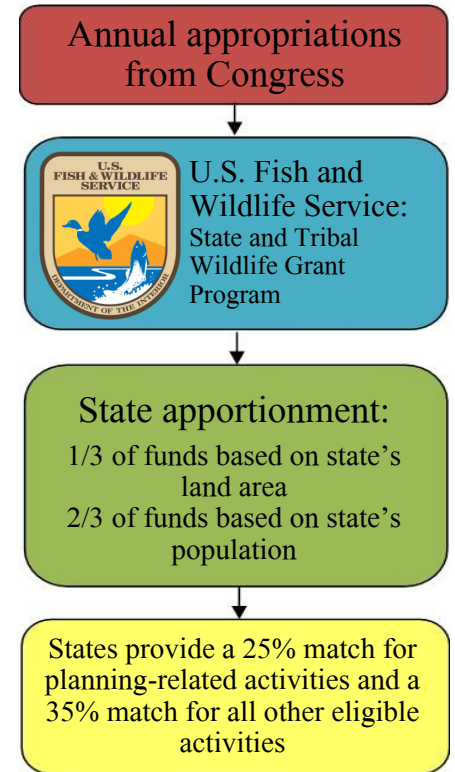 Annual appropriations
from Congress
U.S.
FISH & WILDLIFE
SERVICE
DEPARTMENT OF THE INTERIOR
U.S. Fish and
Wildlife Service:
State and Tribal
Wildlife Grant
Program
State apportionment:
1/3 of funds based on state’s
land area
2/3 of funds based on state’s
population
States provide a 25% match for
planning-related activities and a
35% match for all other eligible
activities